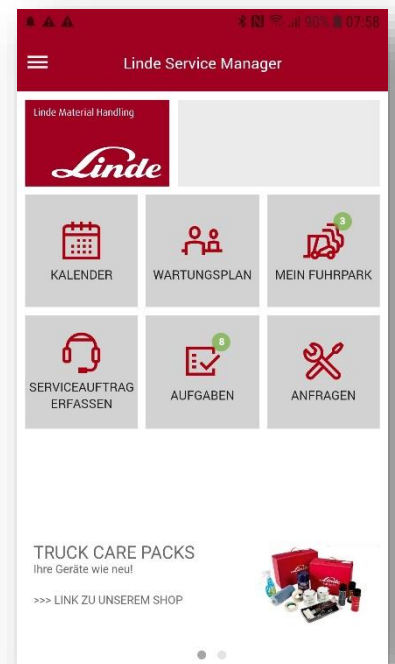 90% 07:58
Linde Service Manager
Linde Material Handling
Linde
KALENDER
WARTUNGSPLAN
3
MEIN FUHRPARK
SERVICEAUFTRAG
ERFASSEN
8
AUFGABEN
ANFRAGEN
TRUCK CARE PACKS
Ihre Geräte wie neu!
>>> LINK ZU UNSEREM SHOP